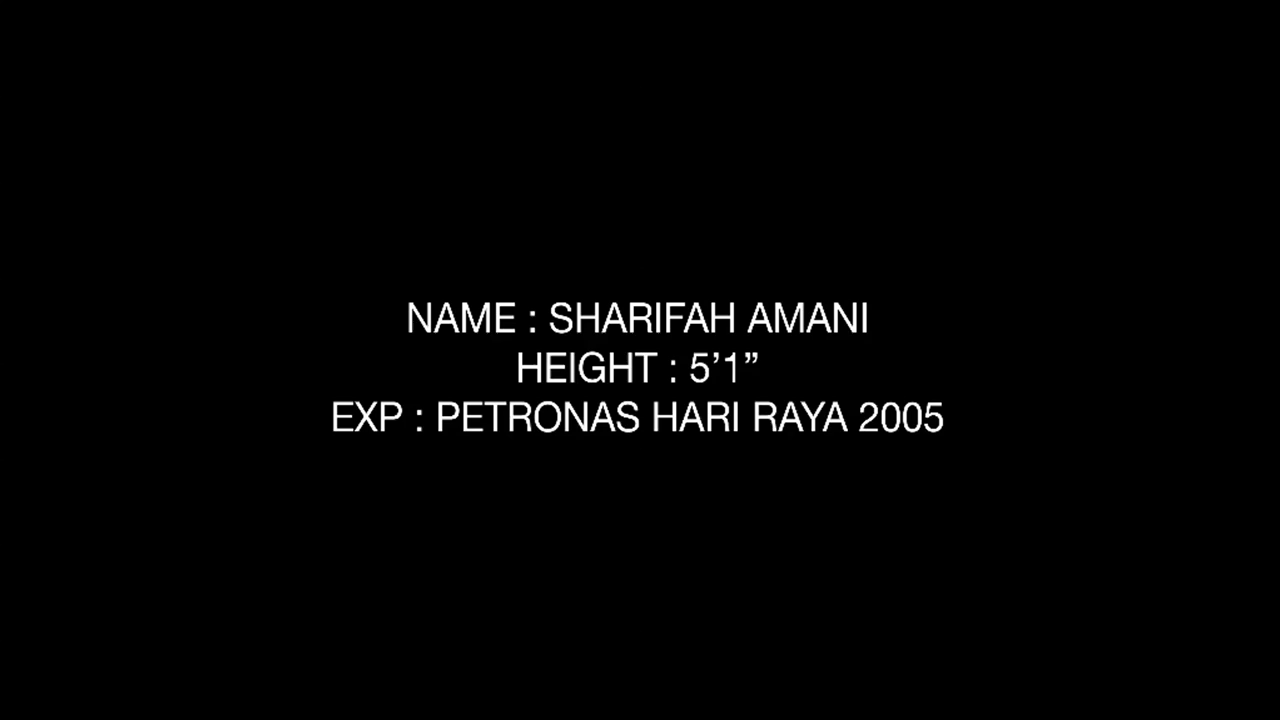 NAME : SHARIFAH AMANI
HEIGHT : 5’1”
EXP : PETRONAS HARI RAYA 2005